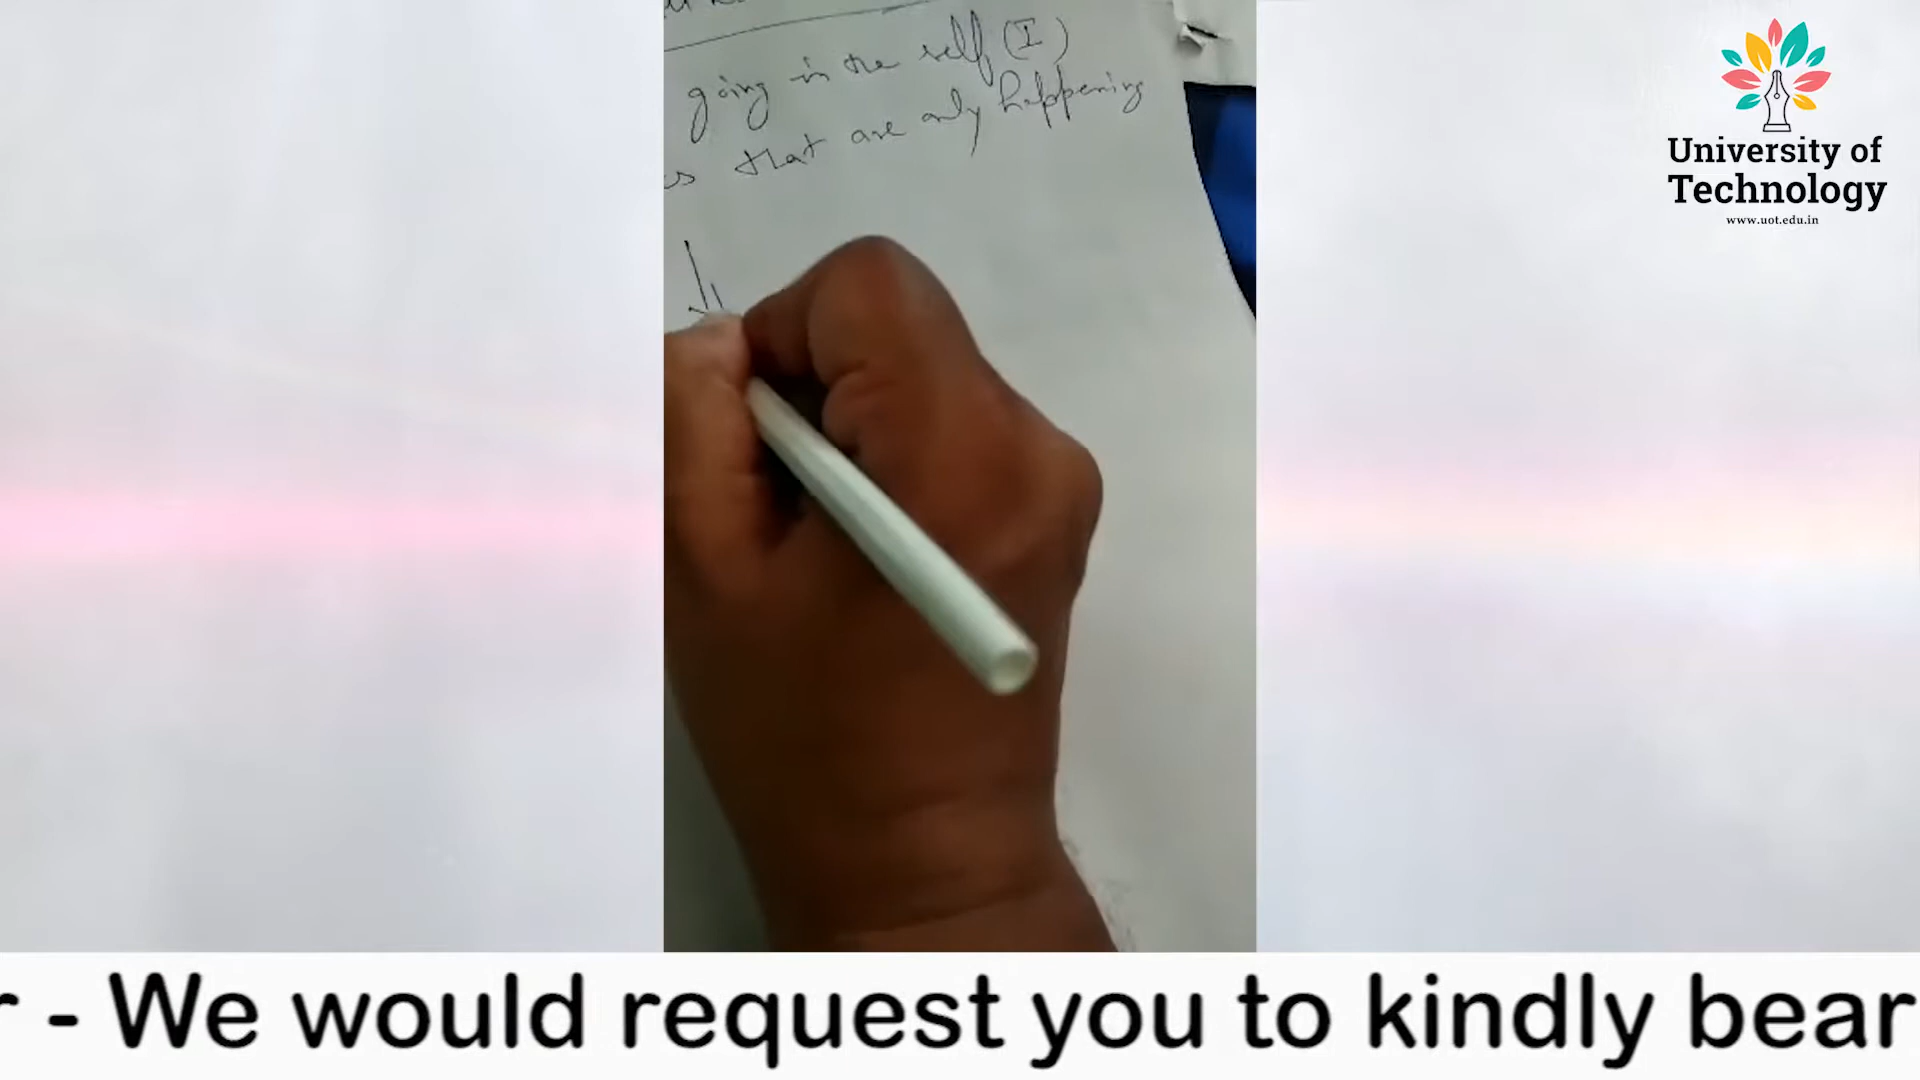 going in the self (I)
that are only happening
University of
Technology
www.uot.edu.in
- We would request you to kindly bear